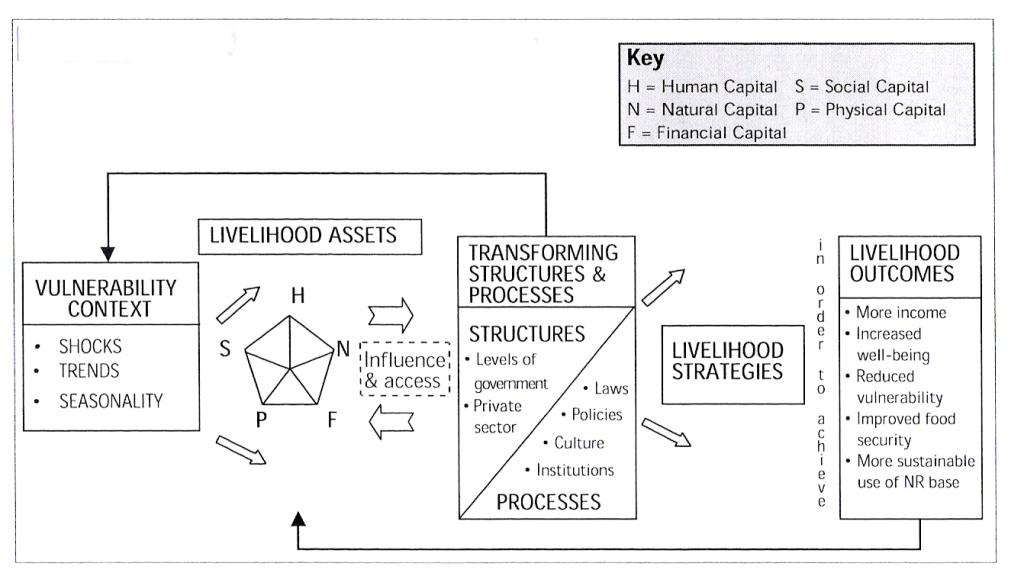 Key
H = Human Capital S = Social Capital
N = Natural Capital P = Physical Capital
F = Financial Capital
LIVELIHOOD ASSETS
VULNERABILITY
CONTEXT
• SHOCKS
• TRENDS
• SEASONALITY
H
S
N
P
F
Influence
& access
TRANSFORMING
STRUCTURES &
PROCESSES
STRUCTURES
• Levels of
government
• Private
sector
• Laws
• Policies
• Culture
• Institutions
PROCESSES
LIVELIHOOD
STRATEGIES
in order to achieve
LIVELIHOOD
OUTCOMES
• More income
• Increased
well-being
• Reduced
vulnerability
• Improved food
security
• More sustainable
use of NR base